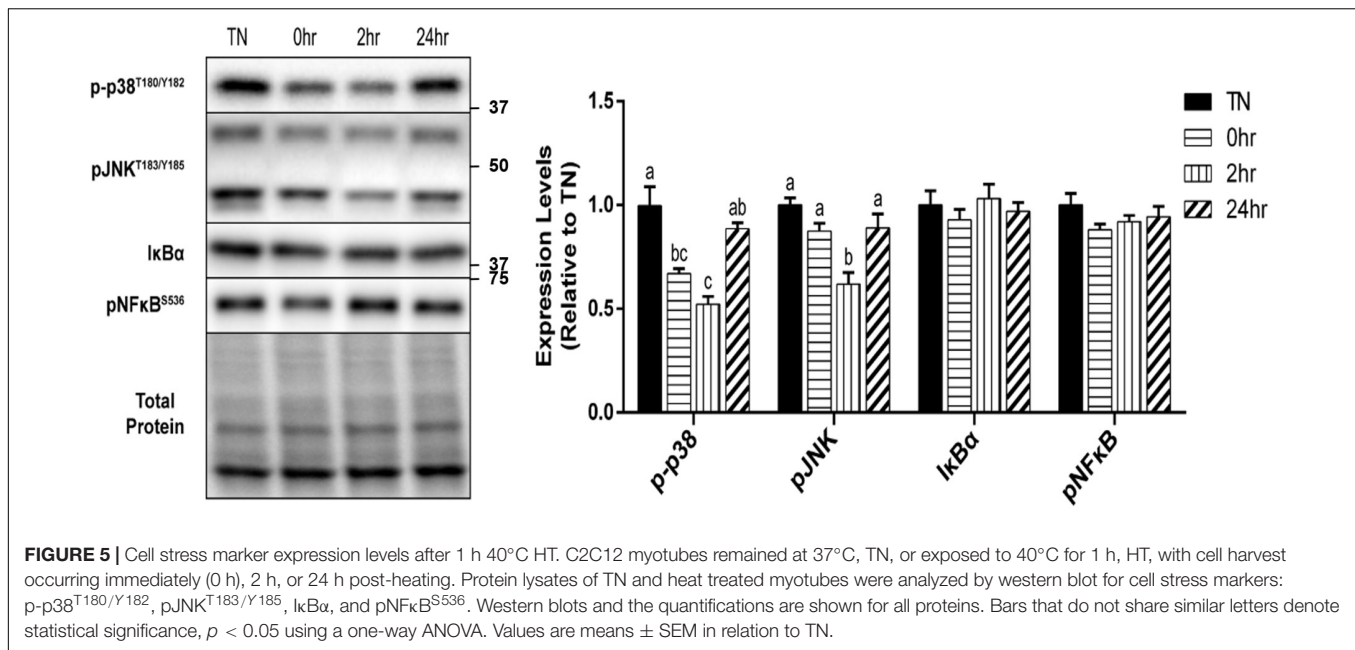 TN 0hr 2hr 24hr
p-p38T180/Y182
37
pJNKT183/Y185
50
IκBα
37
75
pNFκBS536
Total
Protein
Expression Levels
(Relative to TN)
1.5
1.0
0.5
0.0
a bc c ab
a a b a
p-p38
pJNK
IκBα
pNFκB
TN
0hr
2hr
24hr
FIGURE 5 | Cell stress marker expression levels after 1 h 40°C HT. C2C12 myotubes remained at 37°C, TN, or exposed to 40°C for 1 h, HT, with cell harvest
occurring immediately (0 h), 2 h, or 24 h post-heating. Protein lysates of TN and heat treated myotubes were analyzed by western blot for cell stress markers:
p-p38T180/Y182, pJNKT183/Y185, IκBα, and pNFκBS536. Western blots and the quantifications are shown for all proteins. Bars that do not share similar letters denote
statistical significance, p < 0.05 using a one-way ANOVA. Values are means ± SEM in relation to TN.